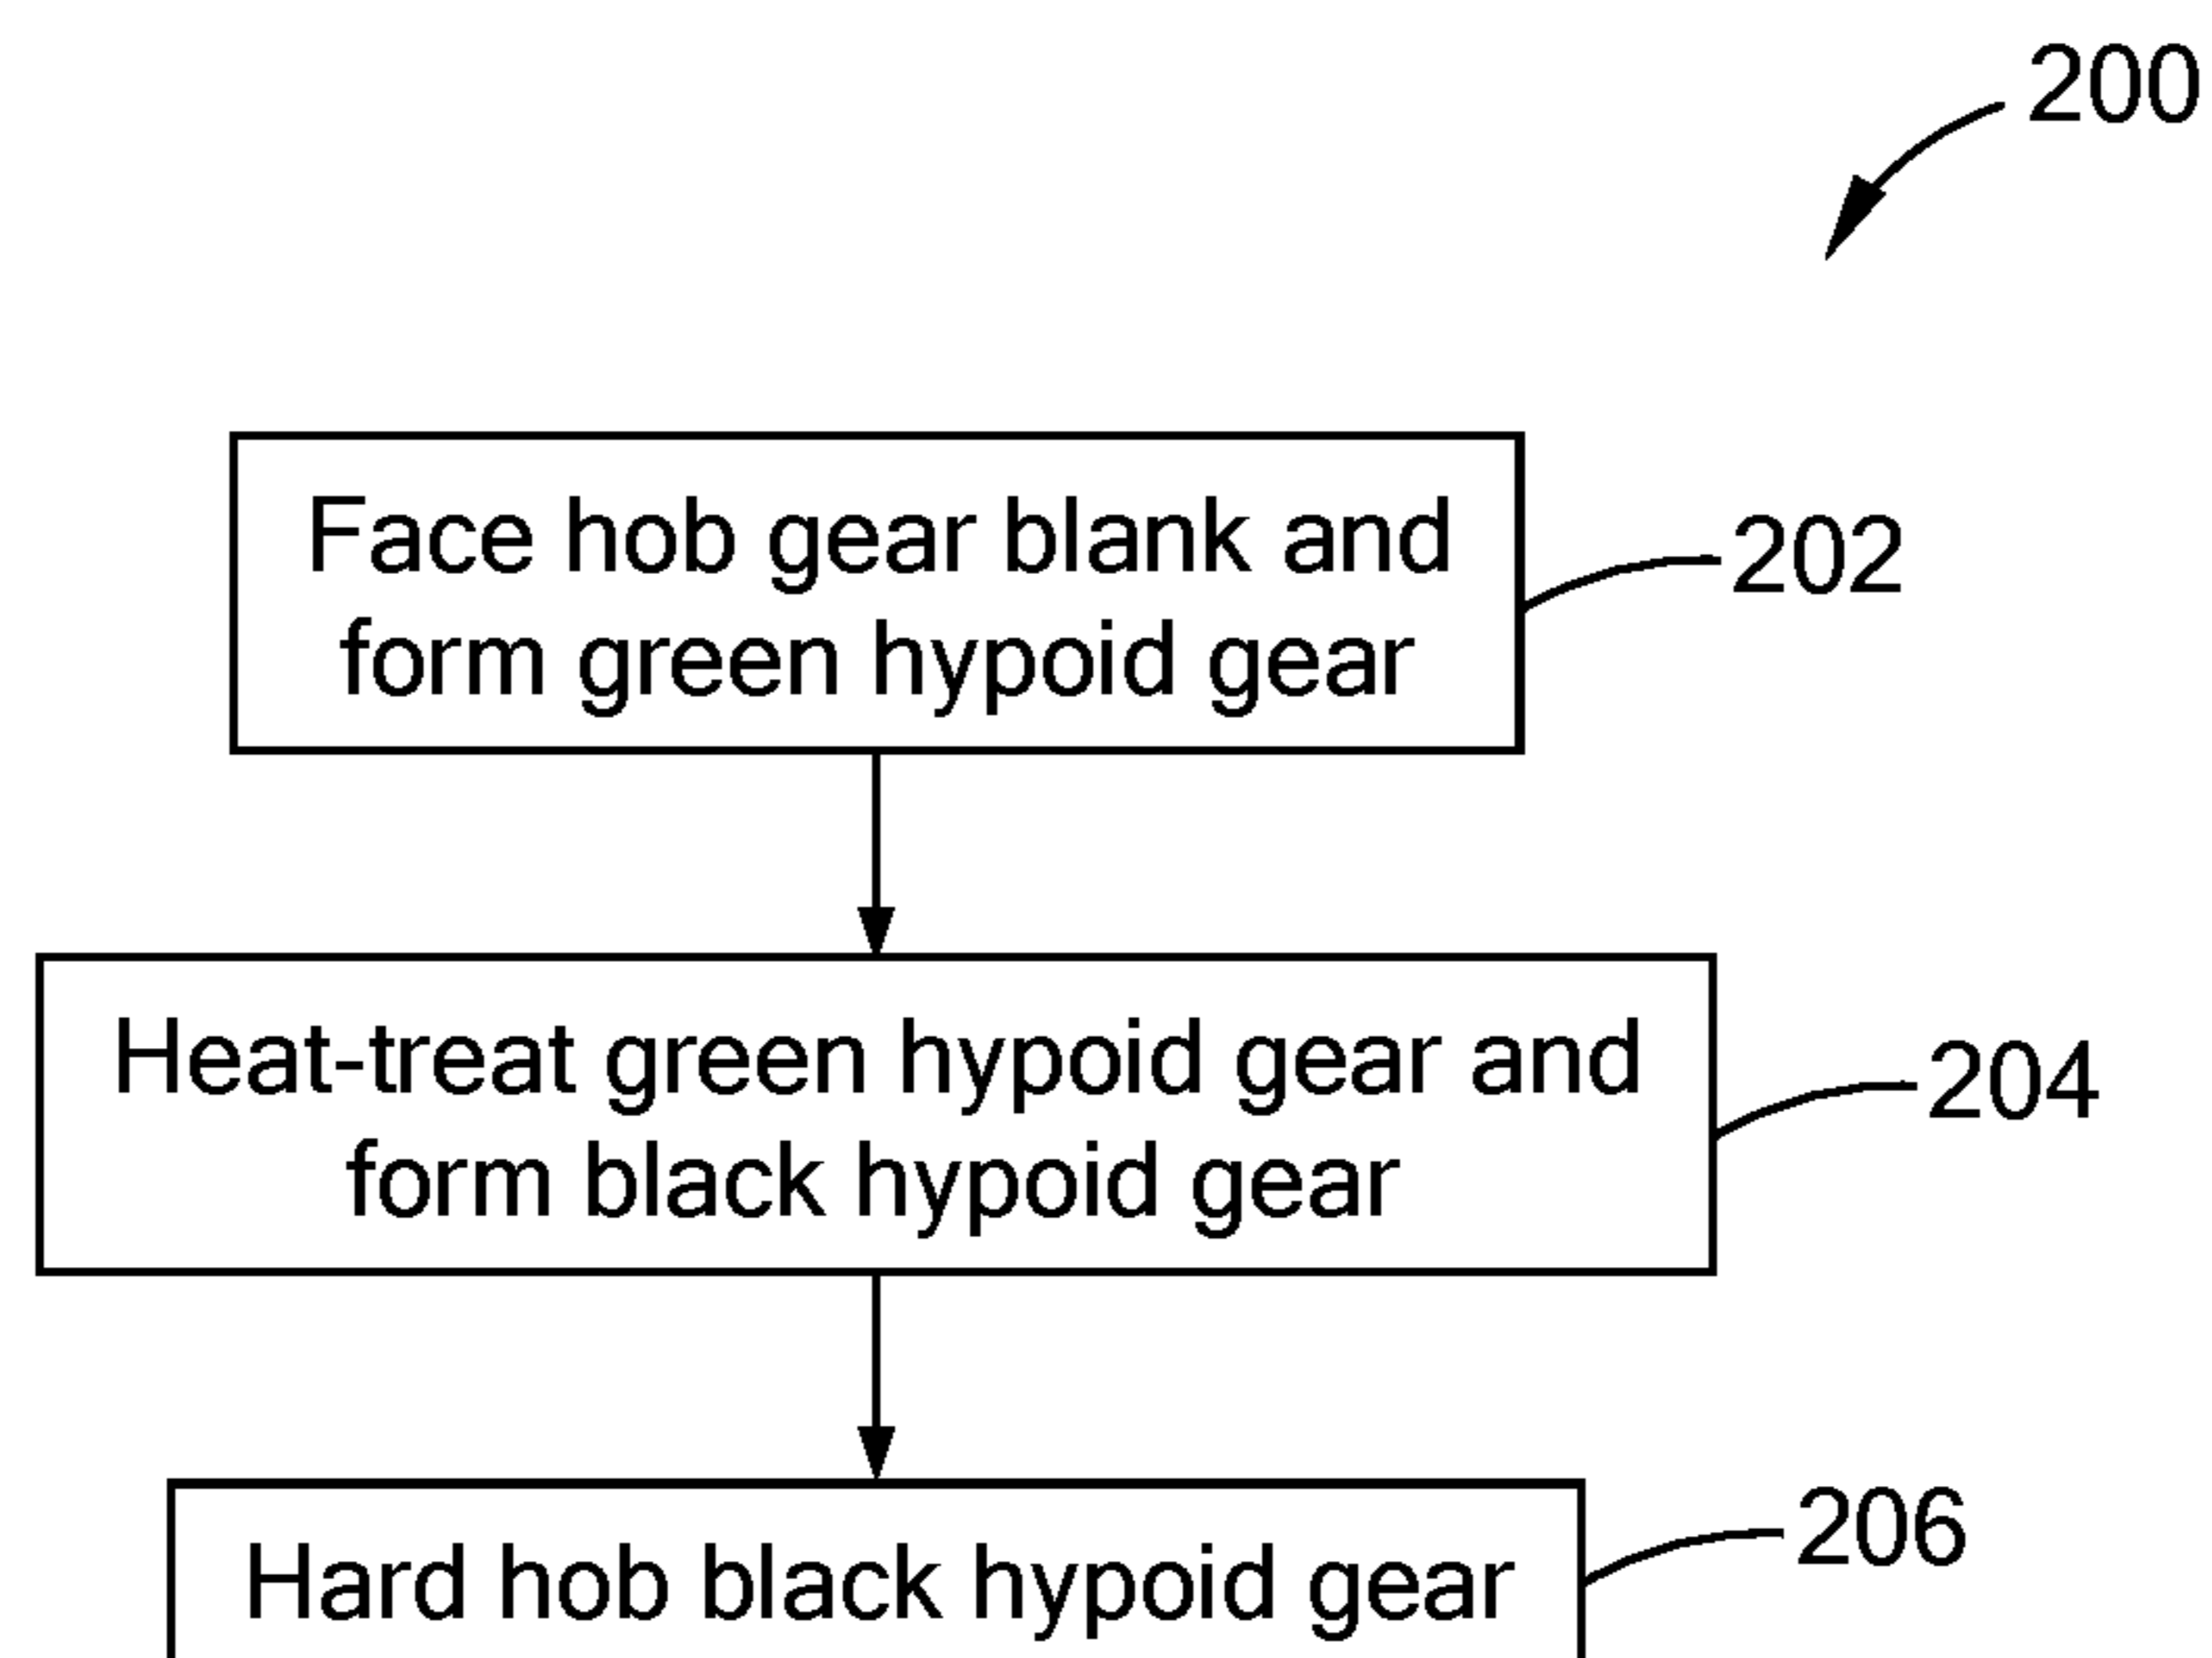 200
Face hob gear blank and
form green hypoid gear
202
Heat-treat green hypoid gear and
form black hypoid gear
204
Hard hob black hypoid gear
206